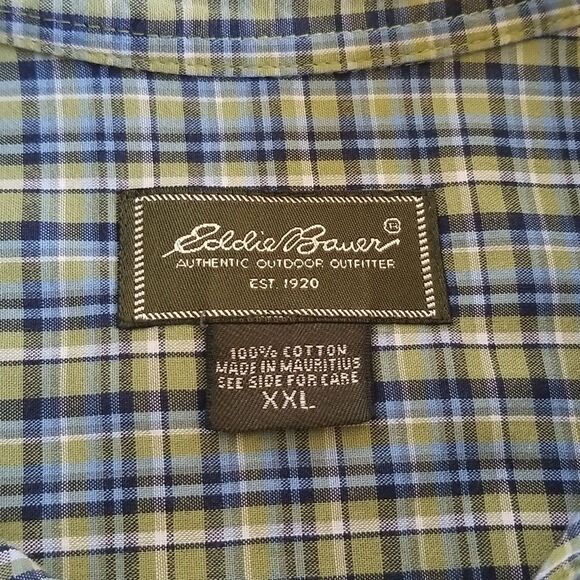 Eddie Bauer ®
AUTHENTIC OUTDOOR OUTFITTER
EST. 1920
100% COTTON
MADE IN MAURITIUS
SEE SIDE FOR CARE
XXL